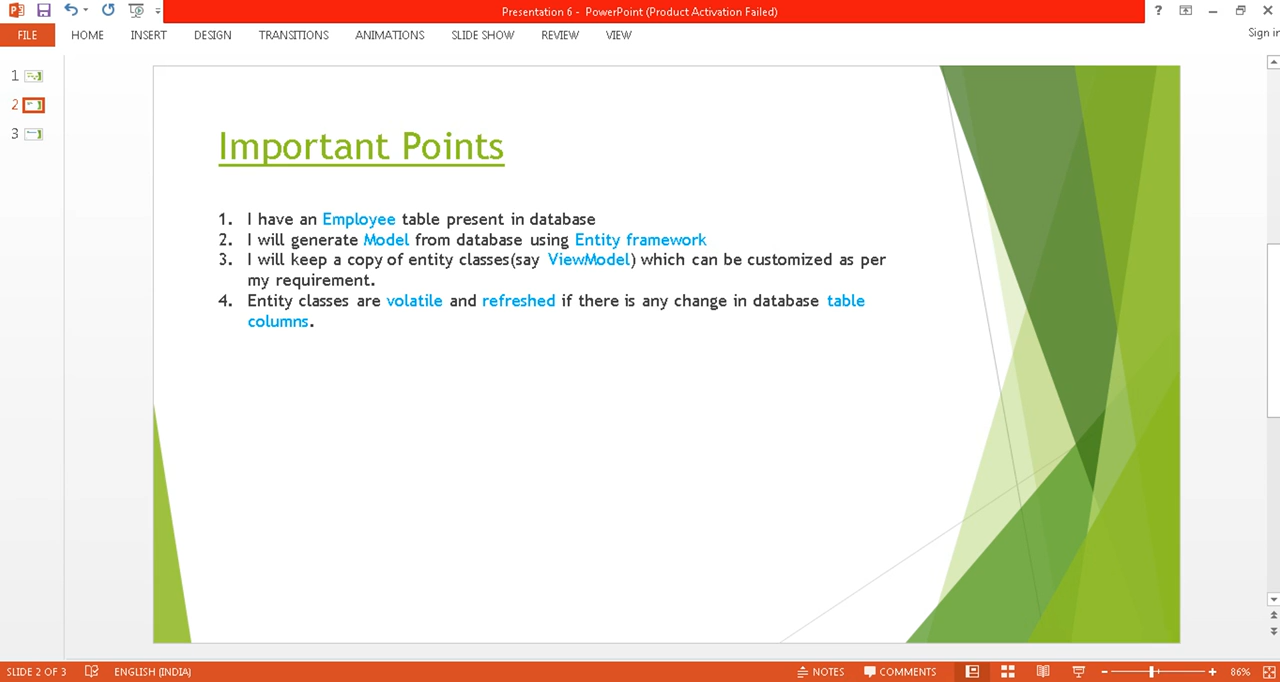 Presentation 6 - PowerPoint (Product Activation Failed)
?
FILE HOME INSERT DESIGN TRANSITIONS ANIMATIONS SLIDE SHOW REVIEW VIEW
Sign in
1
2
3
Important Points
1. I have an Employee table present in database
2. I will generate Model from database using Entity framework
3. I will keep a copy of entity classes(say ViewModel) which can be customized as per
my requirement.
4. Entity classes are volatile and refreshed if there is any change in database table
columns.
SLIDE 2 OF 3 ENGLISH (INDIA) NOTES COMMENTS 86%